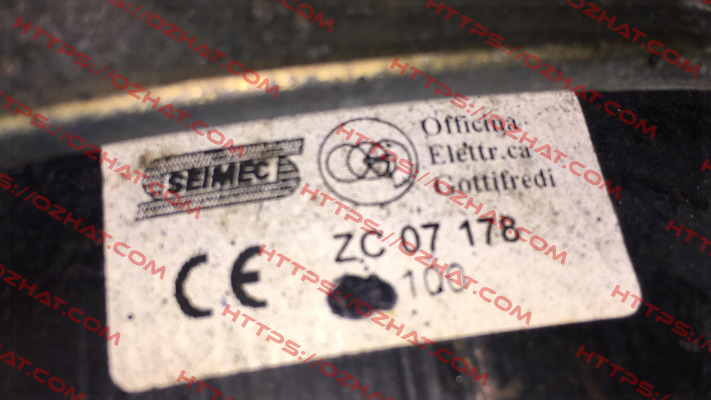 SEIMEC
Officina
Elettr.ca
Gottifredi
ZC 07 178
CE
100
HTTPS://OZHAT.COM